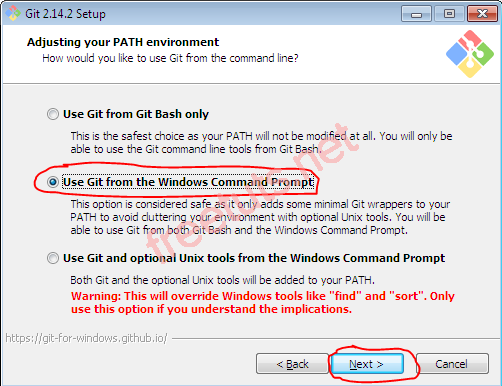 Git 2.14.2 Setup
Adjusting your PATH environment
How would you like to use Git from the command line?
Use Git from Git Bash only
This is the safest choice as your PATH will not be modified at all. You will only be
able to use the Git command line tools from Git Bash.
Use Git from the Windows Command Prompt
This option is considered safe as it only adds some minimal Git wrappers to your
PATH to avoid cluttering your environment with optional Unix tools. You will be
able to use Git from both Git Bash and the Windows Command Prompt.
Use Git and optional Unix tools from the Windows Command Prompt
Both Git and the optional Unix tools will be added to your PATH.
Warning: This will override Windows tools like "find" and "sort". Only
use this option if you understand the implications.
https://git-for-windows.github.io/
< Back
Next >
Cancel
freetuts.net